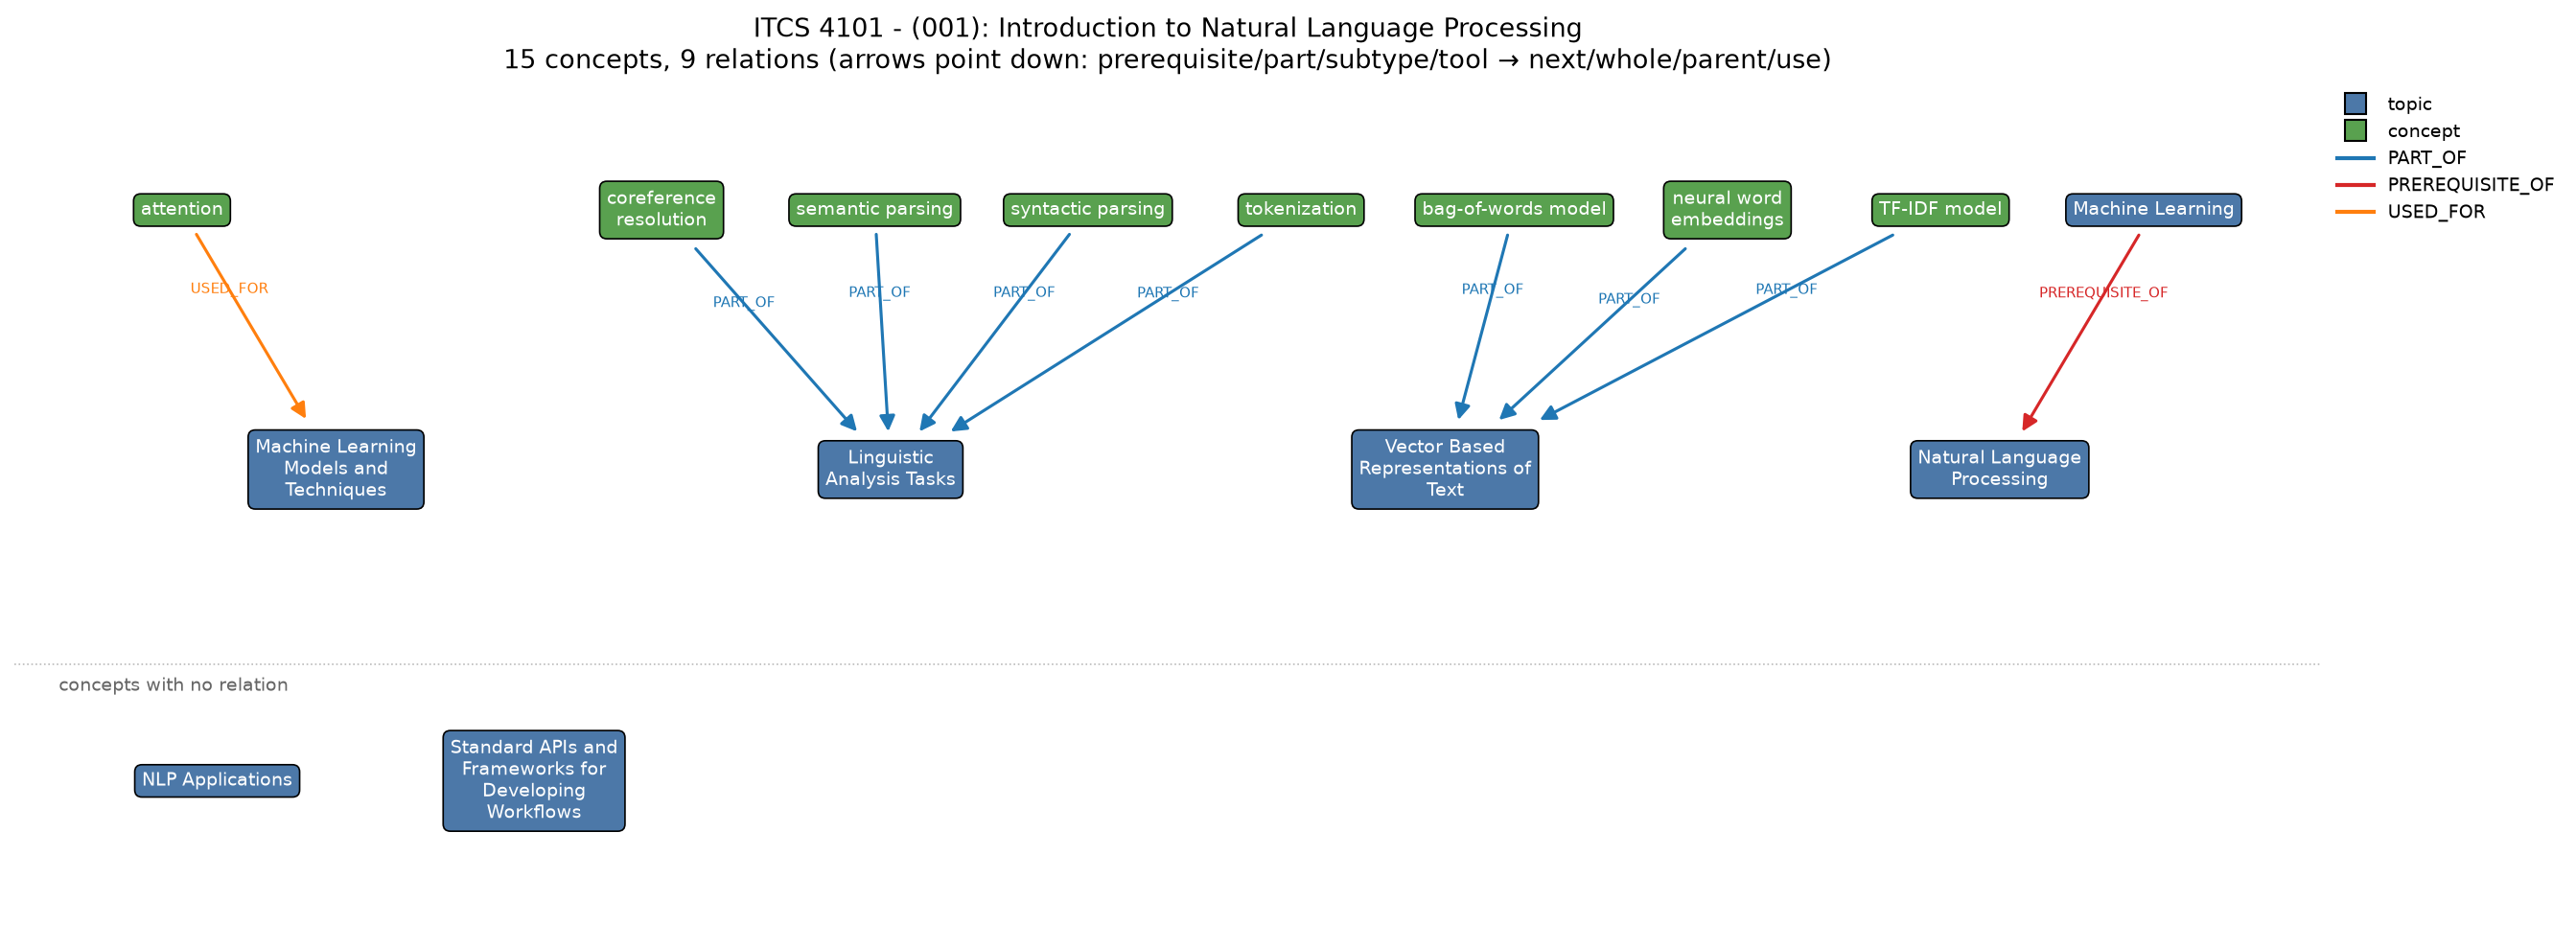 ITCS 4101 - (001): Introduction to Natural Language Processing
15 concepts, 9 relations (arrows point down: prerequisite/part/subtype/tool → next/whole/parent/use)
topic
concept
PART_OF
PREREQUISITE_OF
USED_FOR
attention
coreference
resolution
semantic parsing
syntactic parsing
tokenization
bag-of-words model
neural word
embeddings
TF-IDF model
Machine Learning
USED_FOR
PART_OF
PART_OF
PART_OF
PART_OF
PART_OF
PART_OF
PART_OF
PREREQUISITE_OF
Machine Learning
Models and
Techniques
Linguistic
Analysis Tasks
Vector Based
Representations of
Text
Natural Language
Processing
concepts with no relation
NLP Applications
Standard APIs and
Frameworks for
Developing
Workflows